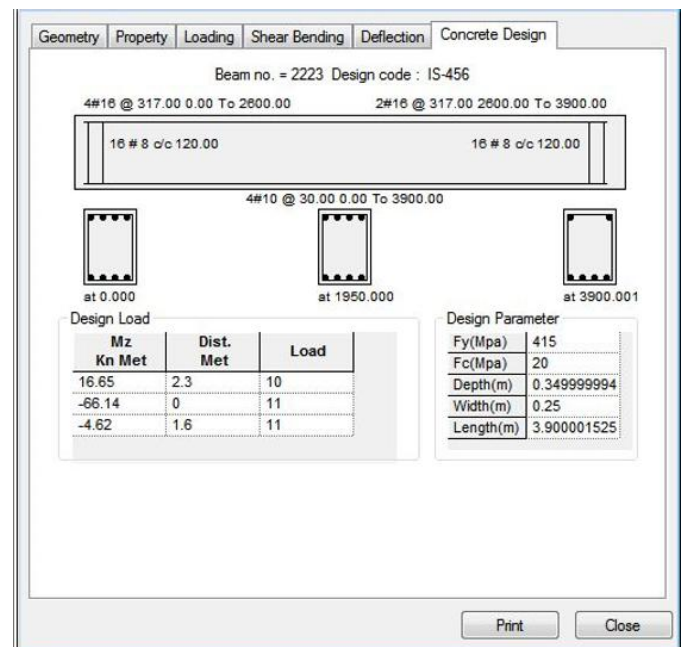 Geometry Property Loading Shear Bending Deflection Concrete Design
Beam no. = 2223 Design code : IS-456
4#16 @ 317.00 0.00 To 2600.00 2#16 @ 317.00 2600.00 To 3900.00
16 # 8 c/c 120.00 16 # 8 c/c 120.00
4#10 @ 30.00 0.00 To 3900.00
at 0.000 at 1950.000 at 3900.001
Design Load
Mz Dist. Load
Kn Met Met
16.65 2.3 10
-66.14 0 11
-4.62 1.6 11
Design Parameter
Fy(Mpa) 415
Fc(Mpa) 20
Depth(m) 0.349999994
Width(m) 0.25
Length(m) 3.900001525
Print Close